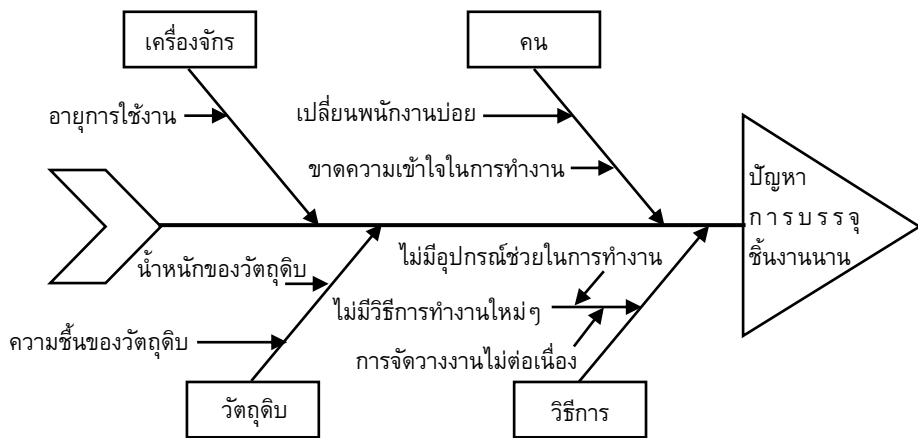 เครื่องจักร
คน
อายุการใช้งาน
เปลี่ยนพนักงานบ่อย
ขาดความเข้าใจในการทำงาน
ปัญหา
การบรรจุ
ชิ้นงานนาน
น้ำหนักของวัตถุดิบ
ไม่มีอุปกรณ์ช่วยในการทำงาน
ไม่มีวิธีการทำงานใหม่ๆ
ความชื้นของวัตถุดิบ
การจัดวางงานไม่ต่อเนื่อง
วัตถุดิบ
วิธีการ